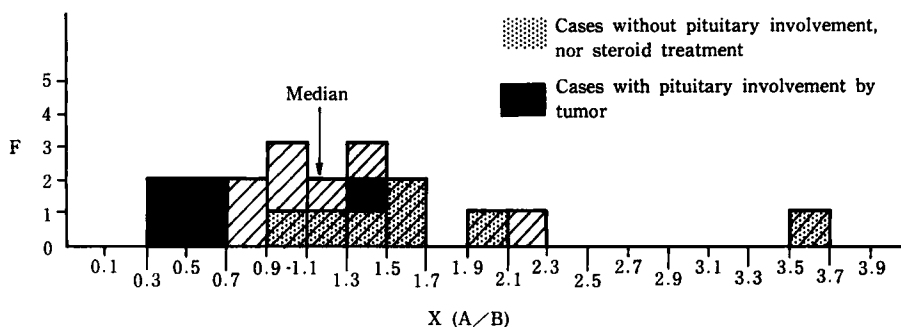 Cases without pituitary involvement,
nor steroid treatment
Cases with pituitary involvement by
tumor
Median
F
5
4
3
2
1
0
0.1 0.5 0.9 -1.1 1.5 1.9 2.3 2.7 3.1 3.5 3.9
0.3 0.7 1.3 1.7 2.1 2.5 2.9 3.3 3.7
X (A/B)